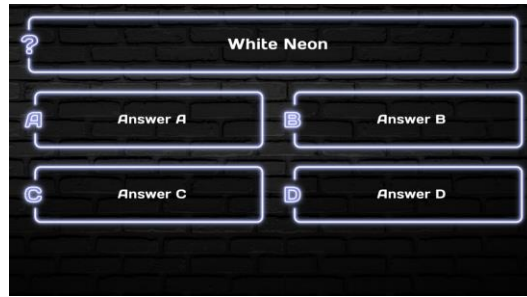 ? White Neon
A Answer A
B Answer B
C Answer C
D Answer D